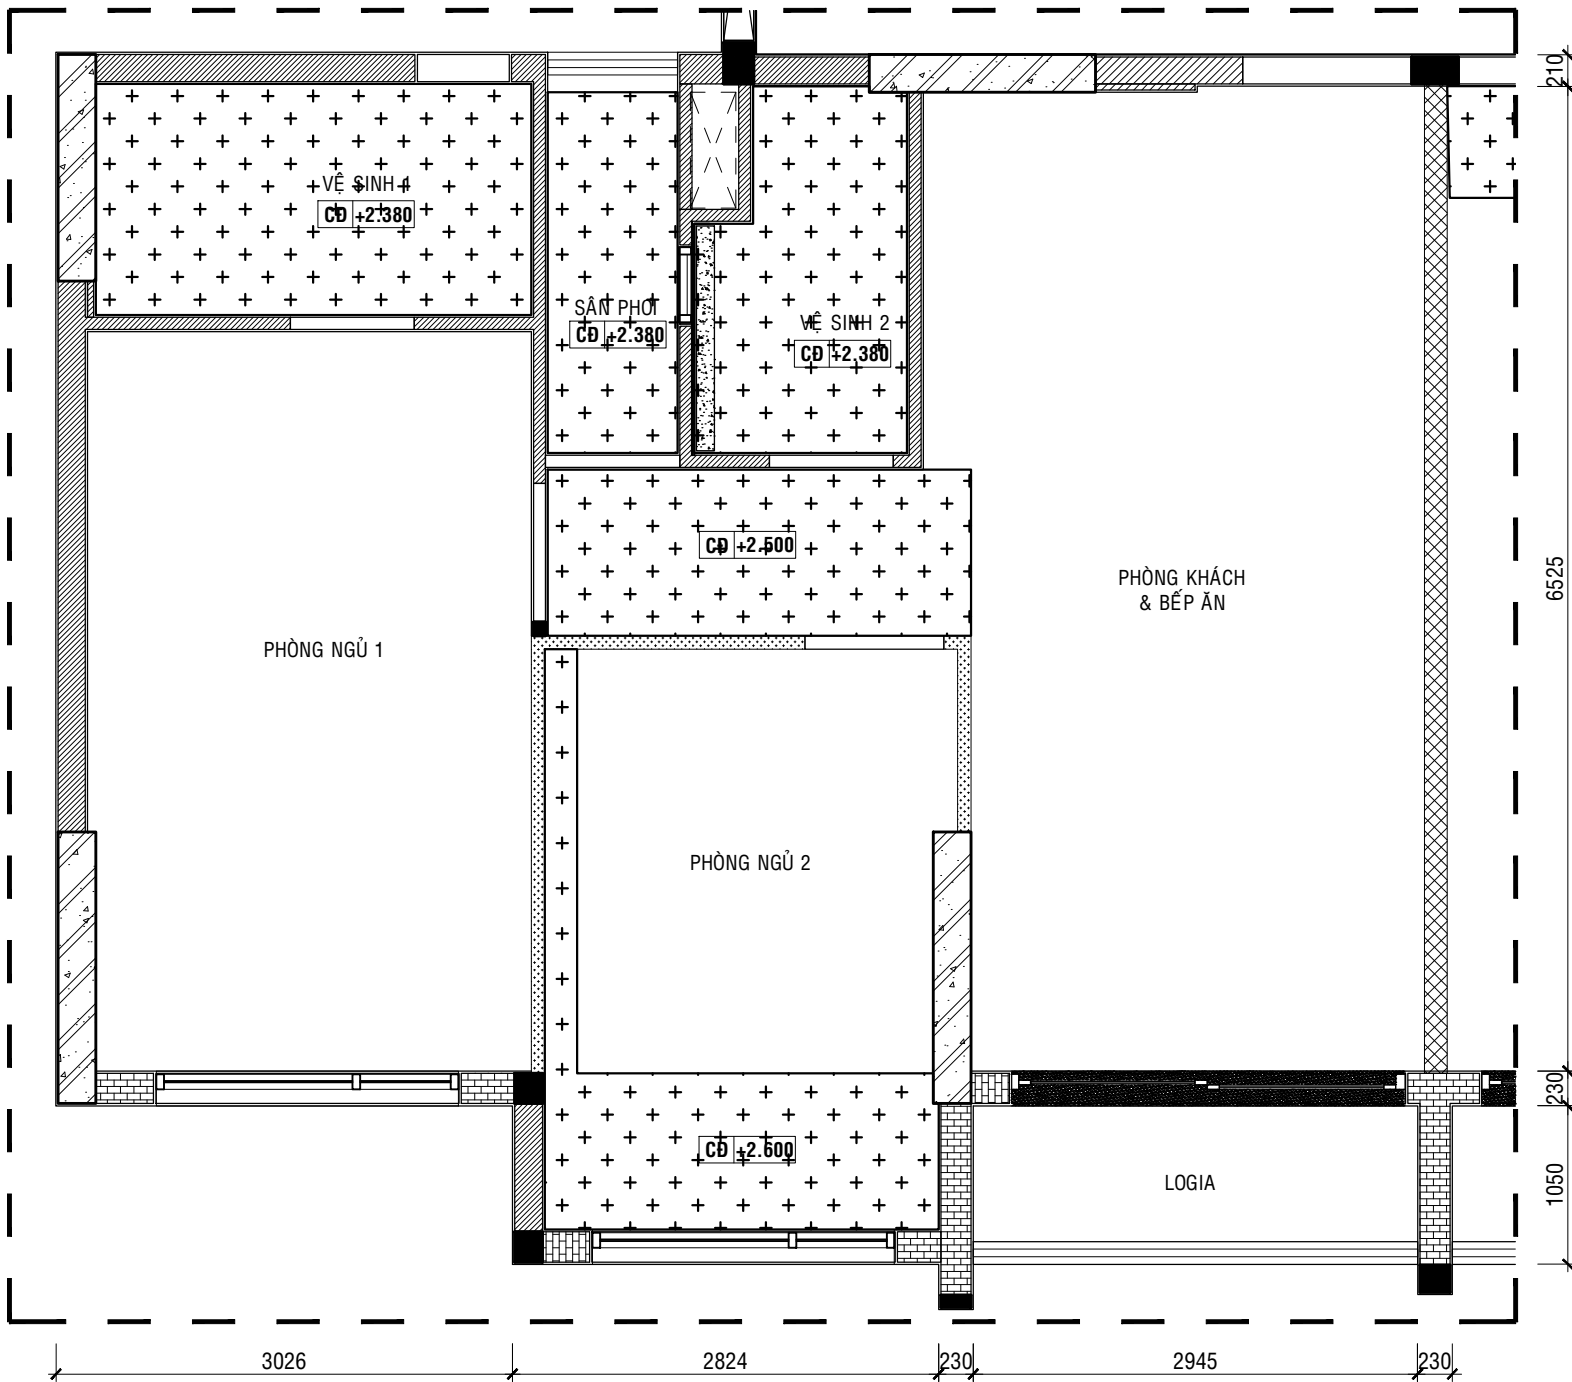 210
VỆ SINH 1
CĐ +2.380
SÂN PHƠI
CĐ +2.380
VỆ SINH 2
CĐ +2.380
CĐ +2.500
PHÒNG KHÁCH
& BẾP ĂN
6525
PHÒNG NGỦ 1
PHÒNG NGỦ 2
230
CĐ +2.600
LOGIA
1050
3026
2824
230
2945
230